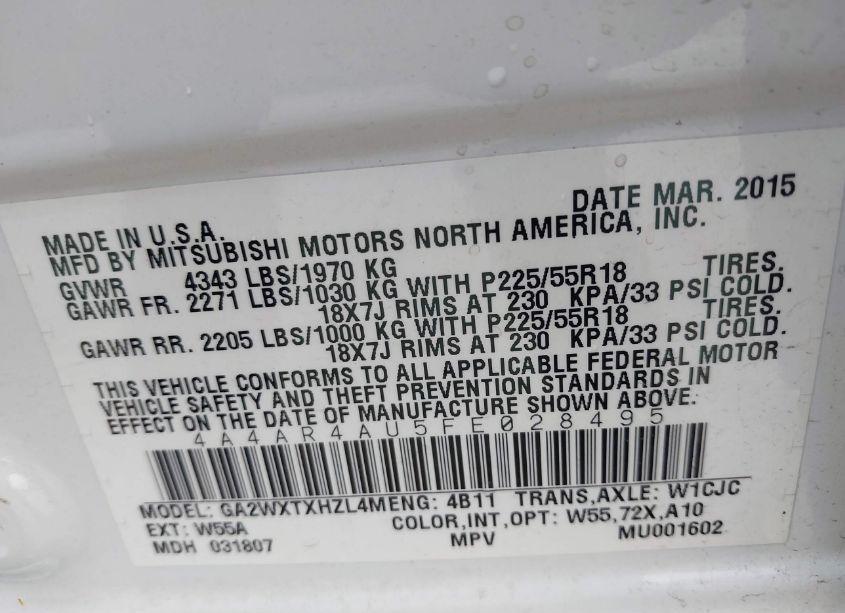 DATE MAR. 2015
MADE IN U.S.A.
MFD BY MITSUBISHI MOTORS NORTH AMERICA, INC.
GVWR 4343 LBS/1970 KG
GAWR FR. 2271 LBS/1030 KG WITH P225/55R18 TIRES.
18X7J RIMS AT 230 KPA/33 PSI COLD.
GAWR RR. 2205 LBS/1000 KG WITH P225/55R18 TIRES.
18X7J RIMS AT 230 KPA/33 PSI COLD.
THIS VEHICLE CONFORMS TO ALL APPLICABLE FEDERAL MOTOR
VEHICLE SAFETY AND THEFT PREVENTION STANDARDS IN
EFFECT ON THE DATE OF MANUFACTURE SHOWN ABOVE.
4A4AR4AU5FE028495
MODEL: GA2WXTXHZL4M ENG: 4B11 TRANS,AXLE: W1CJC
EXT: W55A COLOR,INT,OPT: W55,72X,A10
MDH 031807 MPV MU001602